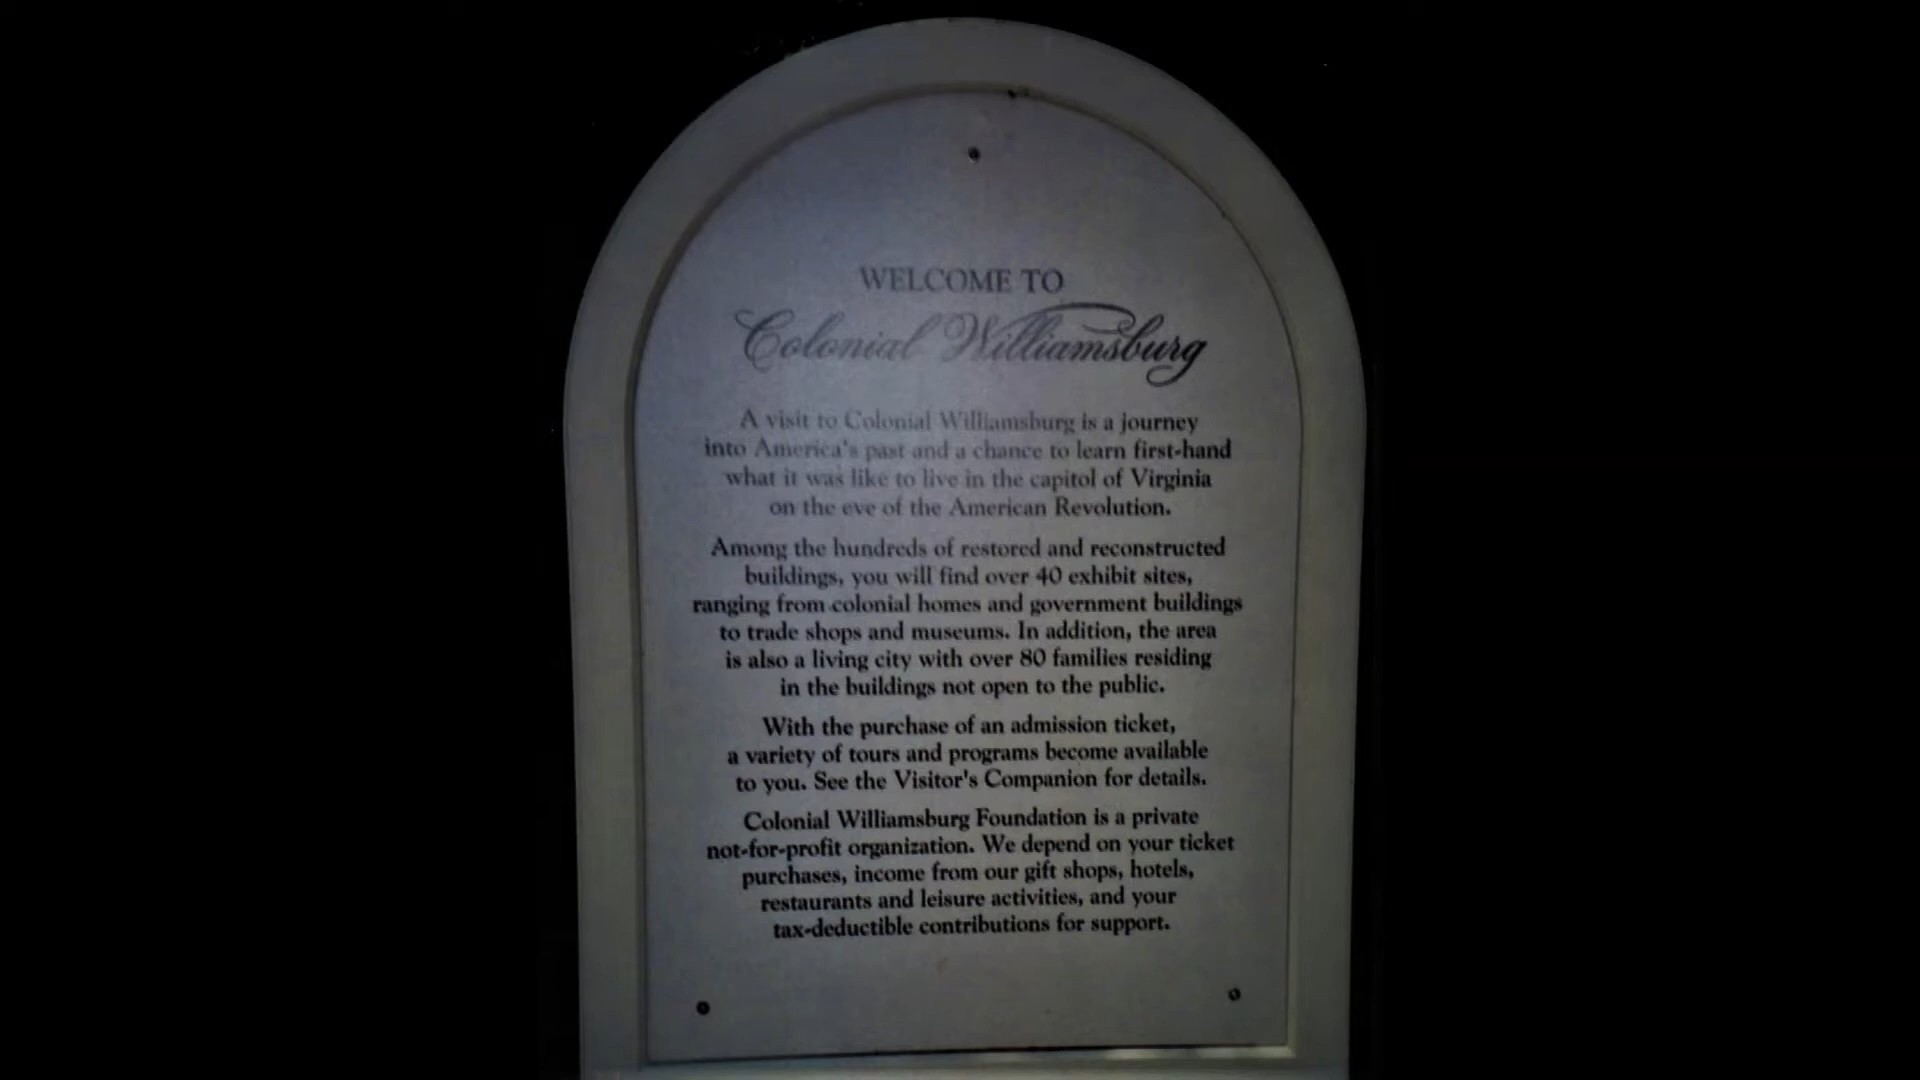 WELCOME TO
Colonial Williamsburg
A visit to Colonial Williamsburg is a journey
into America's past and a chance to learn first-hand
what it was like to live in the capitol of Virginia
on the eve of the American Revolution.
Among the hundreds of restored and reconstructed
buildings, you will find over 40 exhibit sites,
ranging from colonial homes and government buildings
to trade shops and museums. In addition, the area
is also a living city with over 80 families residing
in the buildings not open to the public.
With the purchase of an admission ticket,
a variety of tours and programs become available
to you. See the Visitor's Companion for details.
Colonial Williamsburg Foundation is a private
not-for-profit organization. We depend on your ticket
purchases, income from our gift shops, hotels,
restaurants and leisure activities, and your
tax-deductible contributions for support.